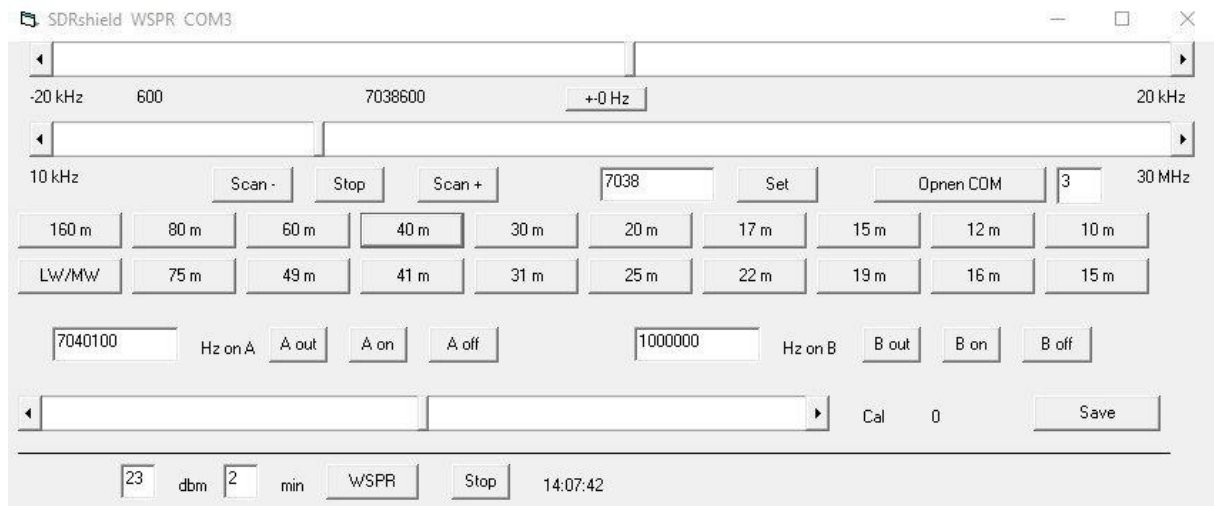 SDRshield WSPR COM3
-20 kHz 600 7038600 +-0 Hz 20 kHz
10 kHz Scan - Stop Scan + 7038 Set Opnen COM 3 30 MHz
160 m 80 m 60 m 40 m 30 m 20 m 17 m 15 m 12 m 10 m
LW/MW 75 m 49 m 41 m 31 m 25 m 22 m 19 m 16 m 15 m
7040100 Hz on A A out A on A off 1000000 Hz on B B out B on B off
Cal 0 Save
23 dbm 2 min WSPR Stop 14:07:42